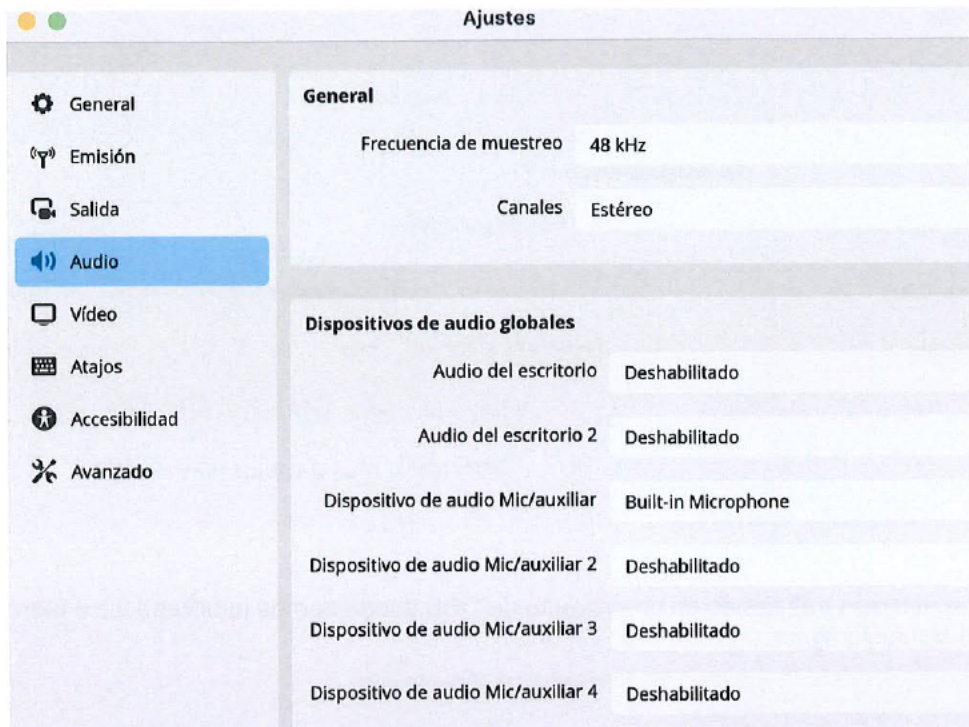 Ajustes
General
Emisión
Salida
Audio
Vídeo
Atajos
Accesibilidad
Avanzado
General
Frecuencia de muestreo 48 kHz
Canales Estéreo
Dispositivos de audio globales
Audio del escritorio Deshabilitado
Audio del escritorio 2 Deshabilitado
Dispositivo de audio Mic/auxiliar Built-in Microphone
Dispositivo de audio Mic/auxiliar 2 Deshabilitado
Dispositivo de audio Mic/auxiliar 3 Deshabilitado
Dispositivo de audio Mic/auxiliar 4 Deshabilitado